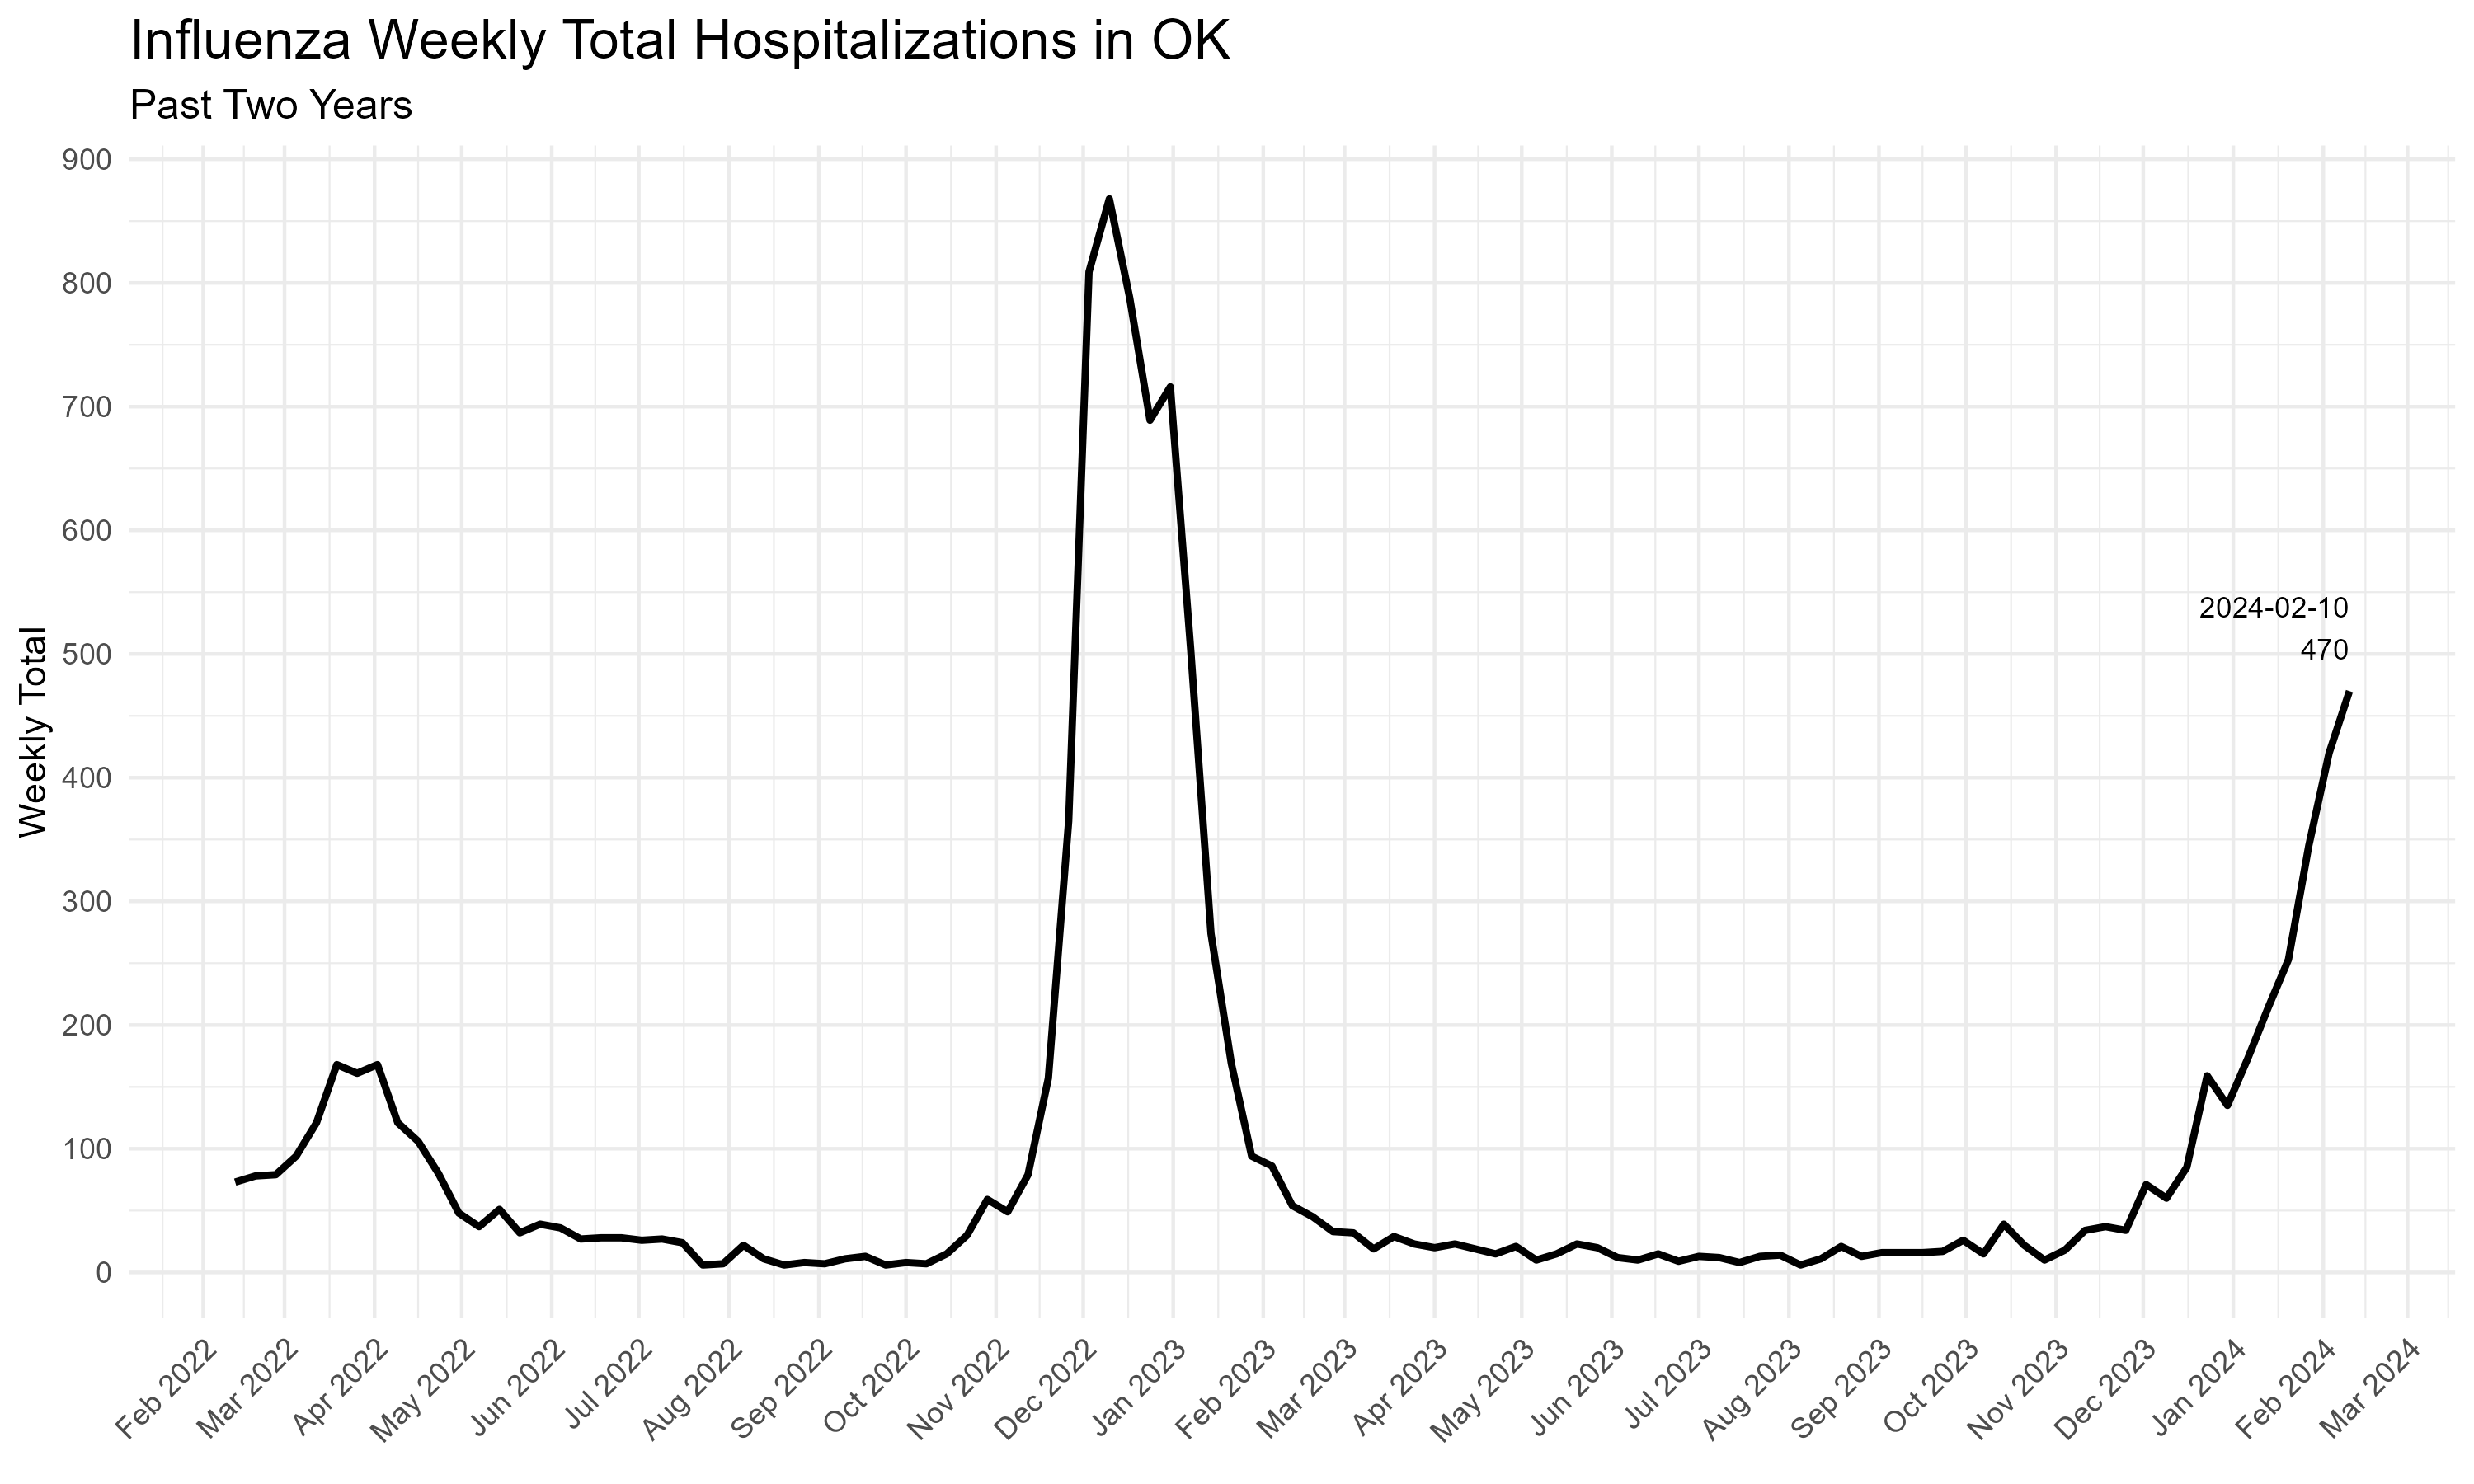 Influenza Weekly Total Hospitalizations in OK
Past Two Years
Weekly Total
900
800
700
600
500
400
300
200
100
0
2024-02-10
470
Feb 2022
Mar 2022
Apr 2022
May 2022
Jun 2022
Jul 2022
Aug 2022
Sep 2022
Oct 2022
Nov 2022
Dec 2022
Jan 2023
Feb 2023
Mar 2023
Apr 2023
May 2023
Jun 2023
Jul 2023
Aug 2023
Sep 2023
Oct 2023
Nov 2023
Dec 2023
Jan 2024
Feb 2024
Mar 2024